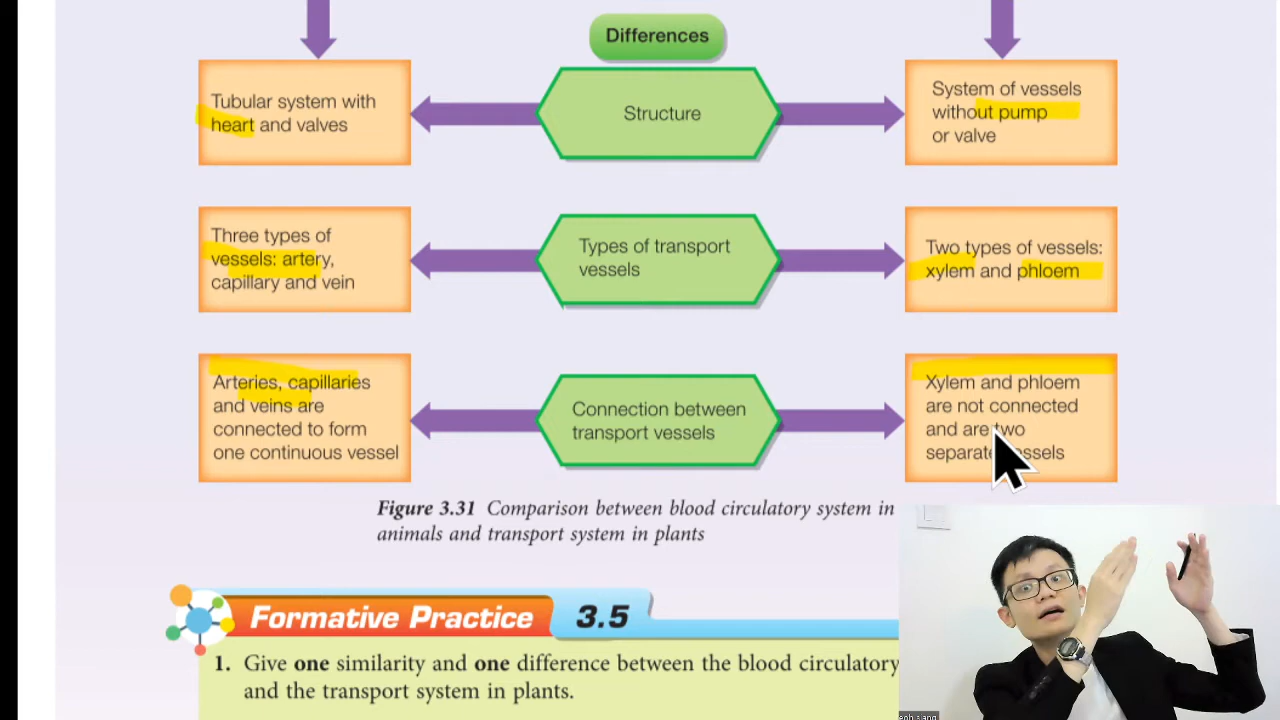 Differences
Tubular system with
heart and valves
Structure
System of vessels
without pump
or valve
Three types of
vessels: artery,
capillary and vein
Types of transport
vessels
Two types of vessels:
xylem and phloem
Arteries, capillaries
and veins are
connected to form
one continuous vessel
Connection between
transport vessels
Xylem and phloem
are not connected
and are two
separate vessels
Figure 3.31 Comparison between blood circulatory system in
animals and transport system in plants
Formative Practice 3.5
1. Give one similarity and one difference between the blood circulatory
and the transport system in plants.